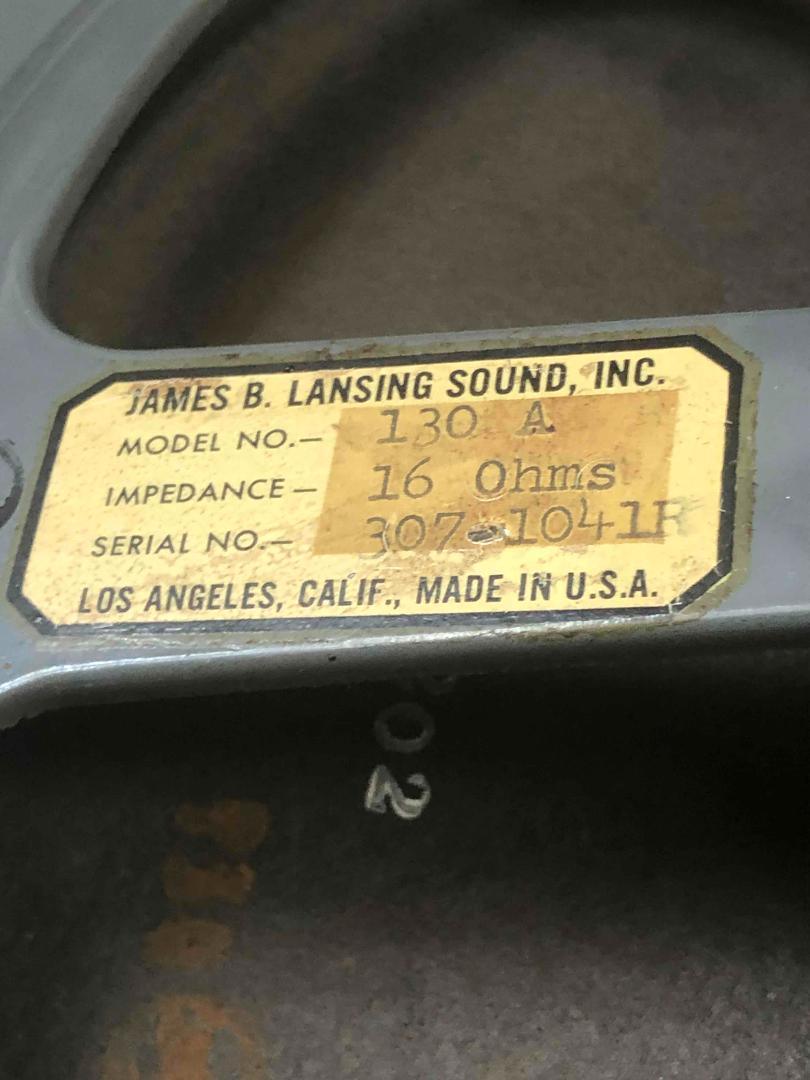 JAMES B. LANSING SOUND, INC.
MODEL NO.— 130 A
IMPEDANCE — 16 Ohms
SERIAL NO.— 307-1041R
LOS ANGELES, CALIF., MADE IN U.S.A.
02